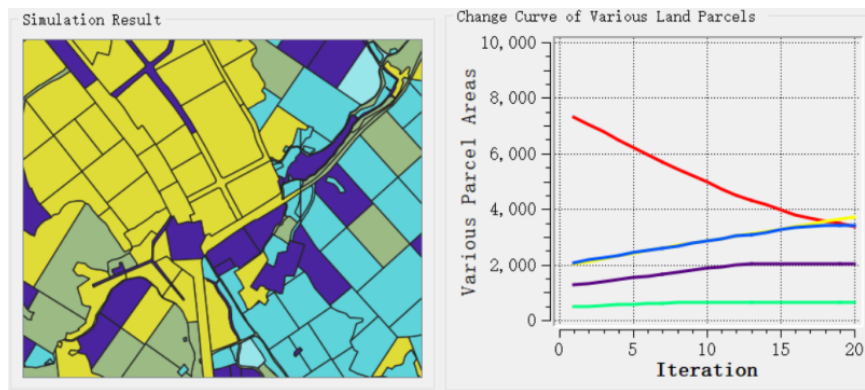 Simulation Result
Change Curve of Various Land Parcels
Various Parcel Areas
10,000
8,000
6,000
4,000
2,000
0
0 5 10 15 20
Iteration